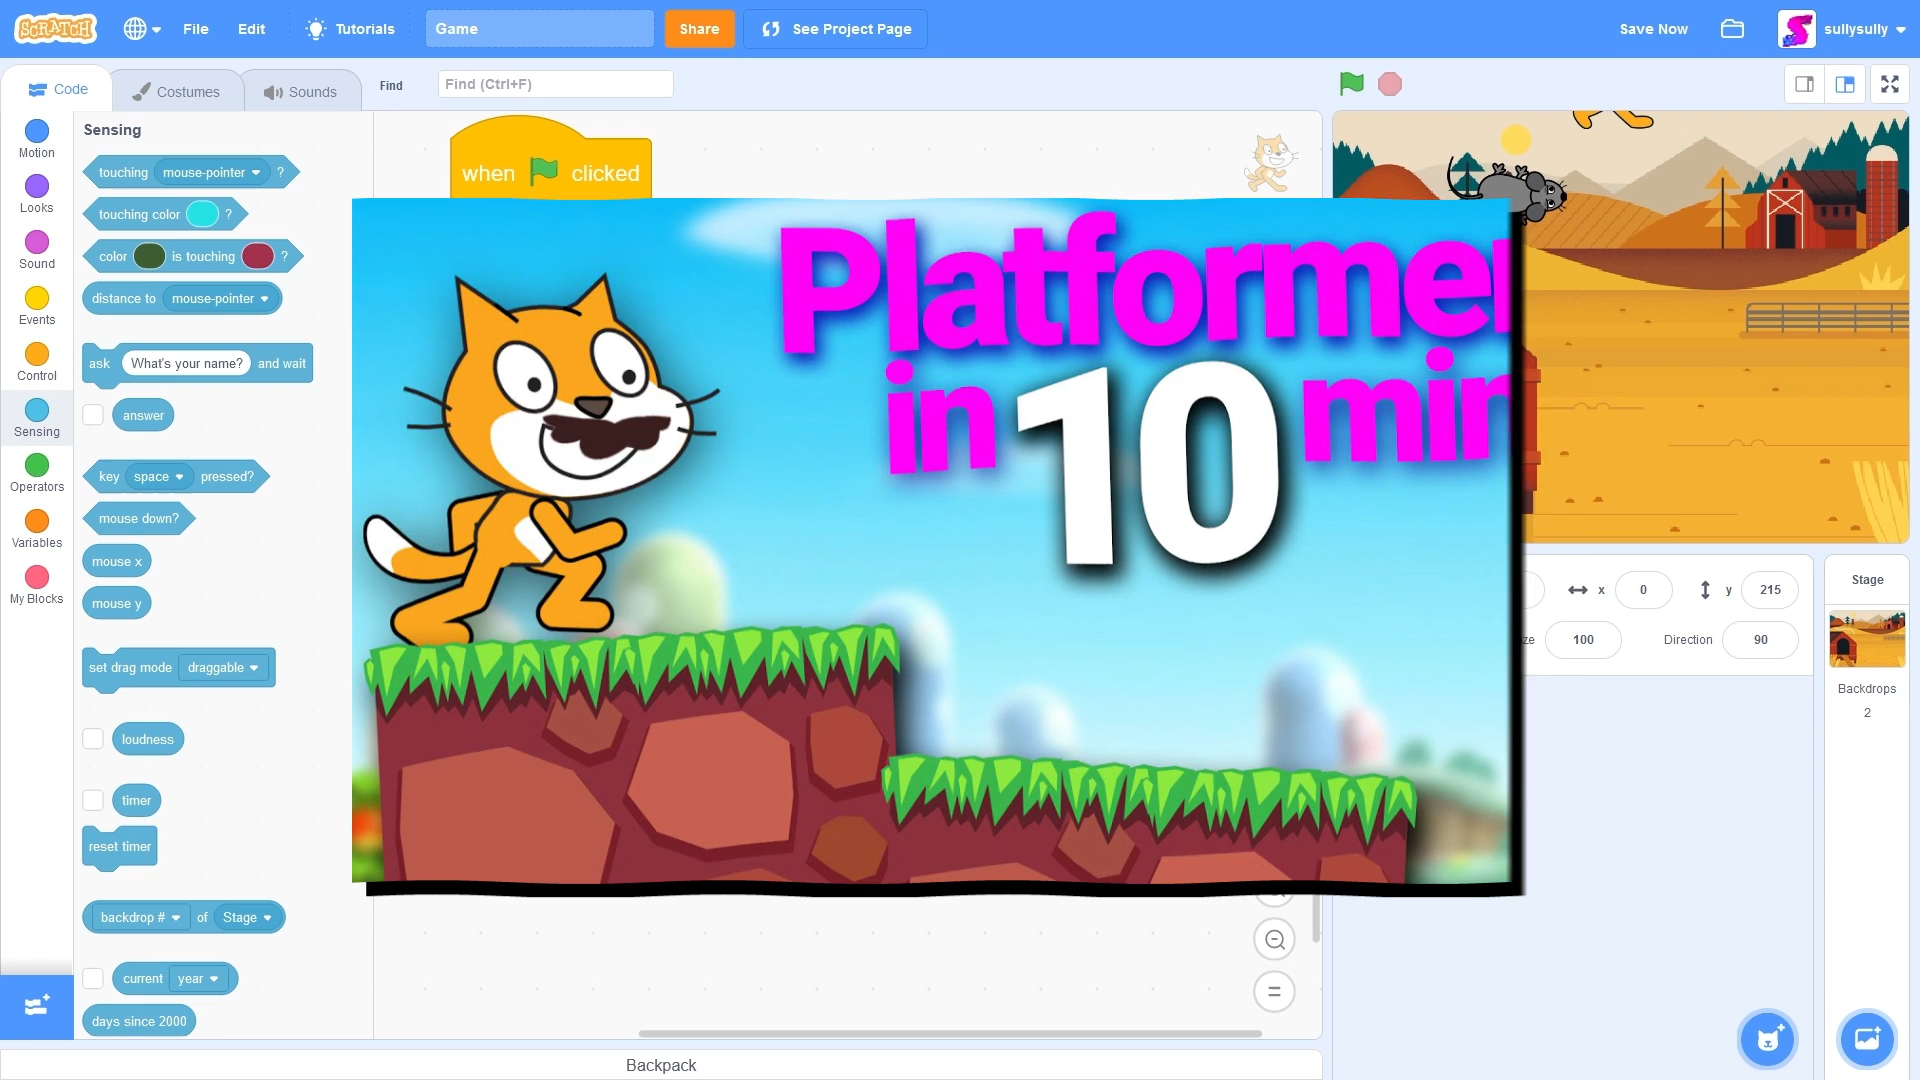 SCRATCH
File
Edit
Tutorials
Game
Share
See Project Page
Save Now
sullysully
Code
Costumes
Sounds
Find
Find (Ctrl+F)
Motion
Looks
Sound
Events
Control
Sensing
Operators
Variables
My Blocks
Sensing
touching mouse-pointer ?
touching color ?
color is touching ?
distance to mouse-pointer
ask What's your name? and wait
answer
key space pressed?
mouse down?
mouse x
mouse y
set drag mode draggable
loudness
timer
reset timer
backdrop # of Stage
current year
days since 2000
when clicked
Platformer
in 10 min
x 0
y 215
ze 100
Direction 90
Stage
Backdrops
2
Backpack